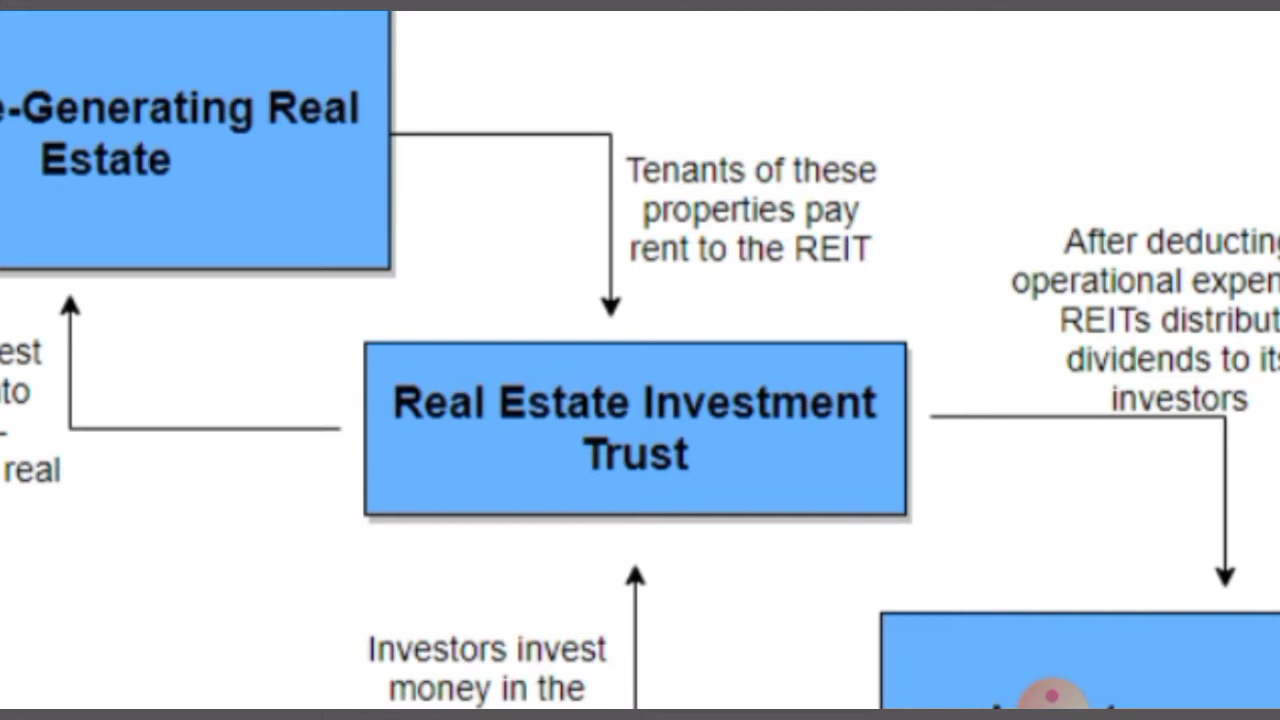 e-Generating Real
Estate
Tenants of these
properties pay
rent to the REIT
After deducting
operational expen
REITs distribut
dividends to its
investors
est
to
-
real
Real Estate Investment
Trust
Investors invest
money in the